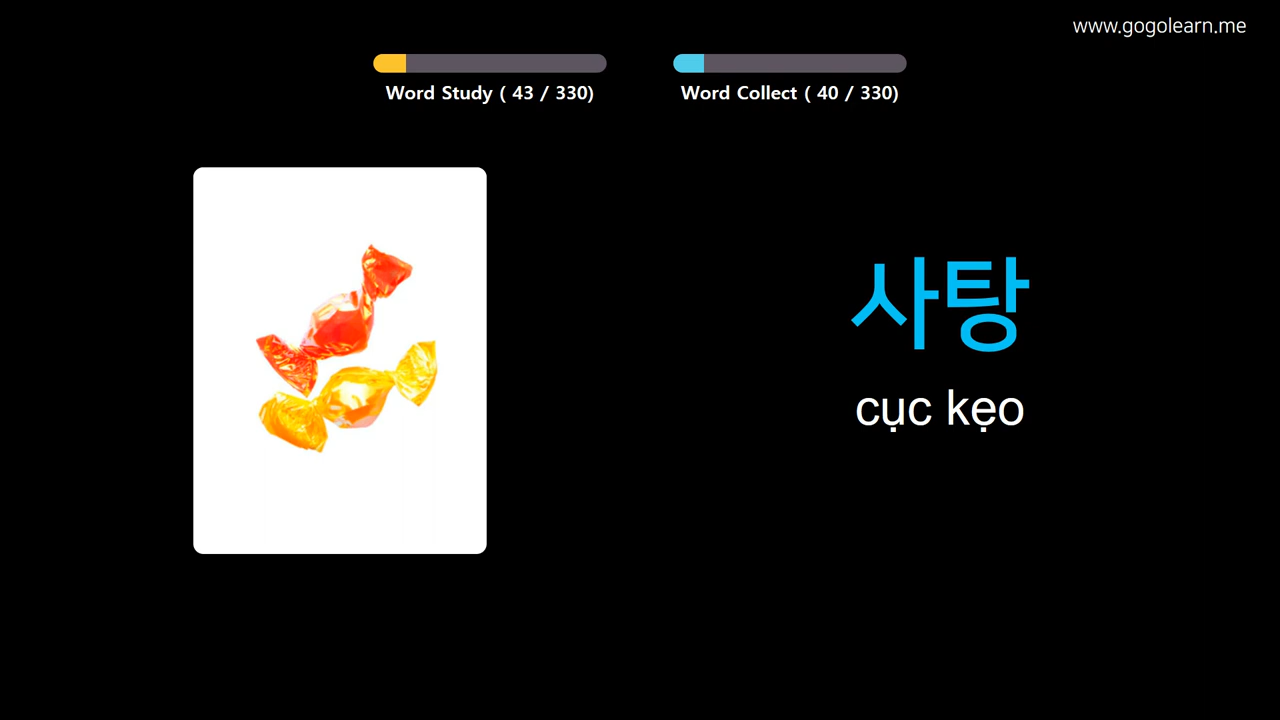 www.gogolearn.me
Word Study ( 43 / 330)
Word Collect ( 40 / 330)
사탕
cục kẹo